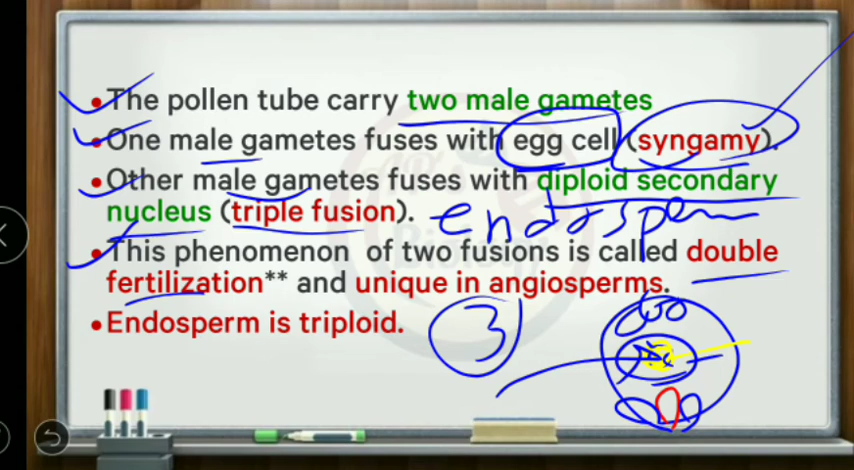 •The pollen tube carry two male gametes
•One male gametes fuses with egg cell (syngamy).
•Other male gametes fuses with diploid secondary
nucleus (triple fusion). endosperm
•This phenomenon of two fusions is called double
fertilization** and unique in angiosperms.
•Endosperm is triploid. 3